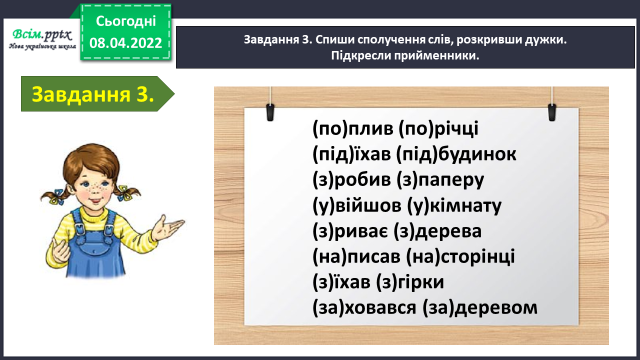 Всім.pptx
Нова українська школа
Сьогодні
08.04.2022
Завдання 3. Спиши сполучення слів, розкривши дужки.
Підкресли прийменники.
Завдання 3.
(по)плив (по)річці
(під)їхав (під)будинок
(з)робив (з)паперу
(у)війшов (у)кімнату
(з)риває (з)дерева
(на)писав (на)сторінці
(з)їхав (з)гірки
(за)ховався (за)деревом